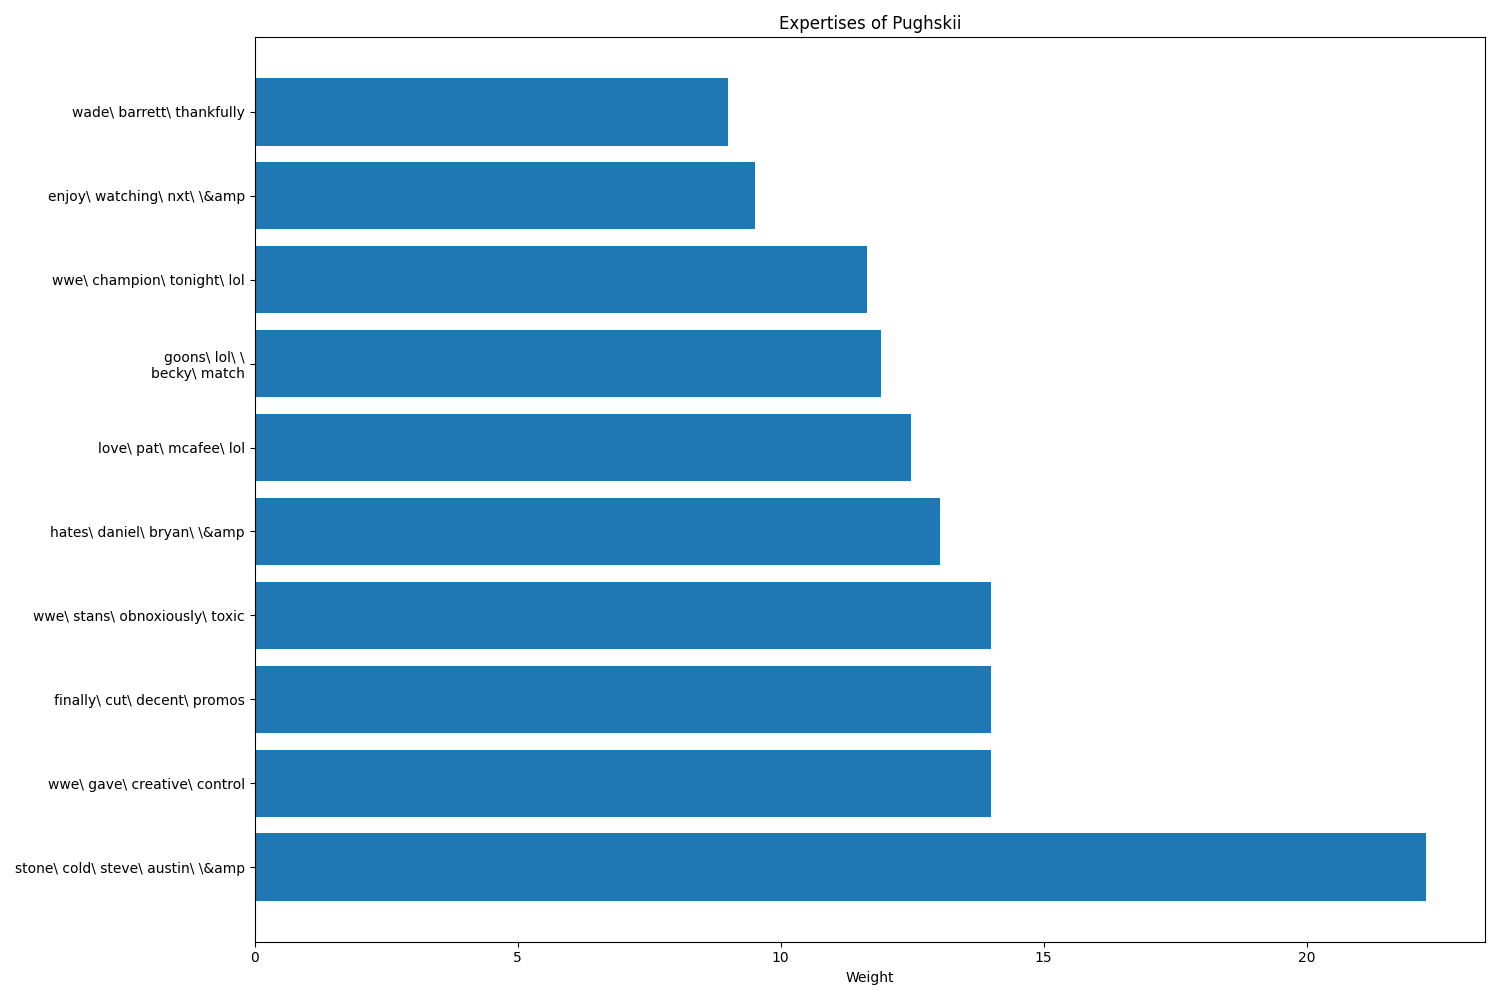 Expertises of Pughskii
wade\ barrett\ thankfully
enjoy\ watching\ nxt\ \&amp
wwe\ champion\ tonight\ lol
goons\ lol\ \
becky\ match
love\ pat\ mcafee\ lol
hates\ daniel\ bryan\ \&amp
wwe\ stans\ obnoxiously\ toxic
finally\ cut\ decent\ promos
wwe\ gave\ creative\ control
stone\ cold\ steve\ austin\ \&amp
0 5 10 15 20
Weight